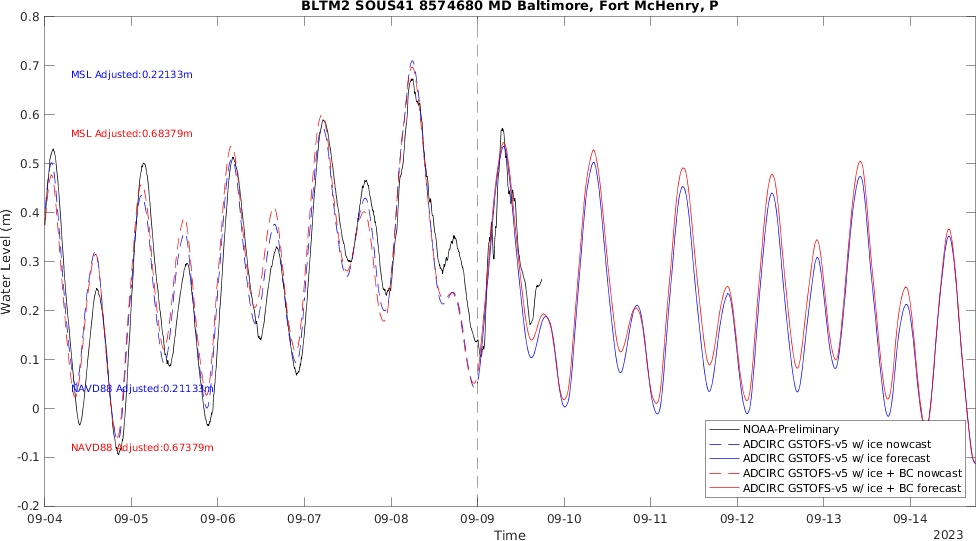 BLTM2 SOUS41 8574680 MD Baltimore, Fort McHenry, P
0.8
0.7
0.6
0.5
0.4
0.3
0.2
0.1
0
-0.1
-0.2
Water Level (m)
MSL Adjusted:0.22133m
MSL Adjusted:0.68379m
NAVD88 Adjusted:0.21133m
NAVD88 Adjusted:0.67379m
NOAA-Preliminary
ADCIRC GSTOFS-v5 w/ ice nowcast
ADCIRC GSTOFS-v5 w/ ice forecast
ADCIRC GSTOFS-v5 w/ ice + BC nowcast
ADCIRC GSTOFS-v5 w/ ice + BC forecast
09-04 09-05 09-06 09-07 09-08 09-09 09-10 09-11 09-12 09-13 09-14
Time
2023